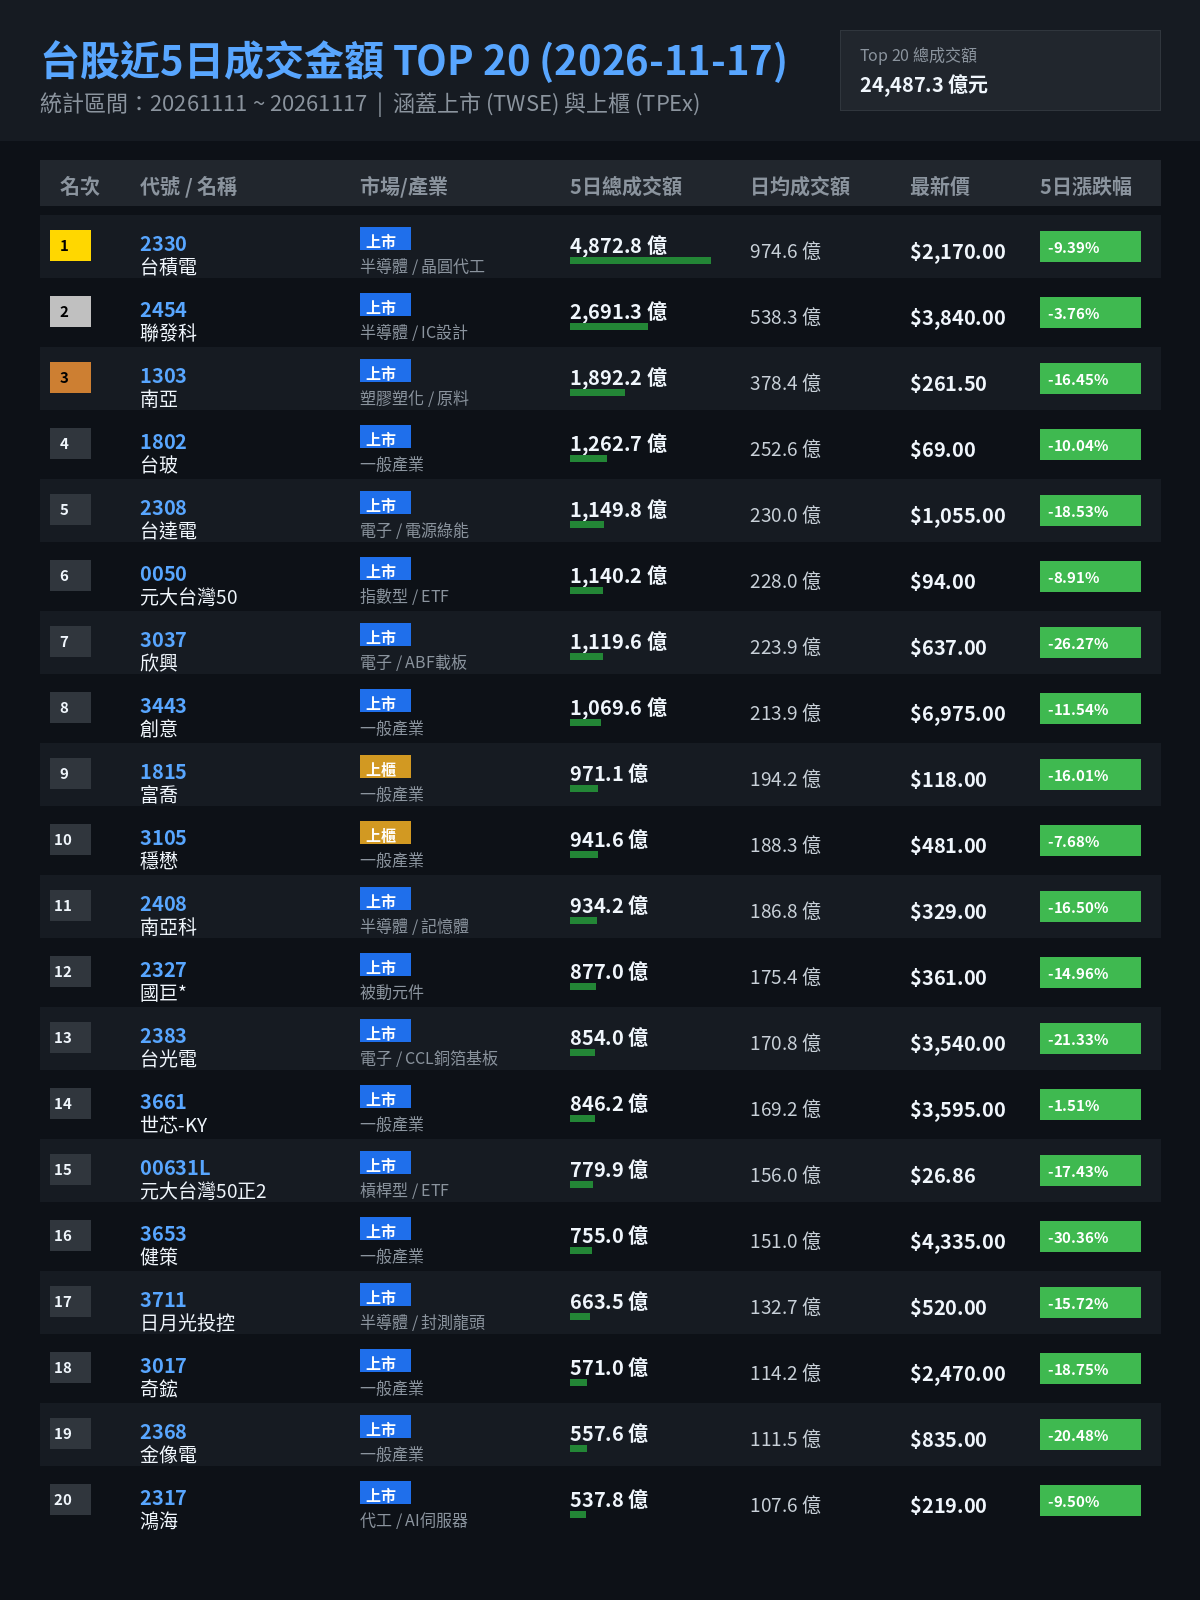 台股近5日成交金額 TOP 20 (2026-11-17)
統計區間：20261111 ~ 20261117 | 涵蓋上市 (TWSE) 與上櫃 (TPEx)
Top 20 總成交額
24,487.3 億元
名次 代號 / 名稱 市場/產業 5日總成交額 日均成交額 最新價 5日漲跌幅
1 2330 上市 4,872.8 億 974.6 億 $2,170.00 -9.39%
台積電 半導體 / 晶圓代工
2 2454 上市 2,691.3 億 538.3 億 $3,840.00 -3.76%
聯發科 半導體 / IC設計
3 1303 上市 1,892.2 億 378.4 億 $261.50 -16.45%
南亞 塑膠塑化 / 原料
4 1802 上市 1,262.7 億 252.6 億 $69.00 -10.04%
台玻 一般產業
5 2308 上市 1,149.8 億 230.0 億 $1,055.00 -18.53%
台達電 電子 / 電源綠能
6 0050 上市 1,140.2 億 228.0 億 $94.00 -8.91%
元大台灣50 指數型 / ETF
7 3037 上市 1,119.6 億 223.9 億 $637.00 -26.27%
欣興 電子 / ABF載板
8 3443 上市 1,069.6 億 213.9 億 $6,975.00 -11.54%
創意 一般產業
9 1815 上櫃 971.1 億 194.2 億 $118.00 -16.01%
富喬 一般產業
10 3105 上櫃 941.6 億 188.3 億 $481.00 -7.68%
穩懋 一般產業
11 2408 上市 934.2 億 186.8 億 $329.00 -16.50%
南亞科 半導體 / 記憶體
12 2327 上市 877.0 億 175.4 億 $361.00 -14.96%
國巨* 被動元件
13 2383 上市 854.0 億 170.8 億 $3,540.00 -21.33%
台光電 電子 / CCL銅箔基板
14 3661 上市 846.2 億 169.2 億 $3,595.00 -1.51%
世芯-KY 一般產業
15 00631L 上市 779.9 億 156.0 億 $26.86 -17.43%
元大台灣50正2 槓桿型 / ETF
16 3653 上市 755.0 億 151.0 億 $4,335.00 -30.36%
健策 一般產業
17 3711 上市 663.5 億 132.7 億 $520.00 -15.72%
日月光投控 半導體 / 封測龍頭
18 3017 上市 571.0 億 114.2 億 $2,470.00 -18.75%
奇鋐 一般產業
19 2368 上市 557.6 億 111.5 億 $835.00 -20.48%
金像電 一般產業
20 2317 上市 537.8 億 107.6 億 $219.00 -9.50%
鴻海 代工 / AI伺服器